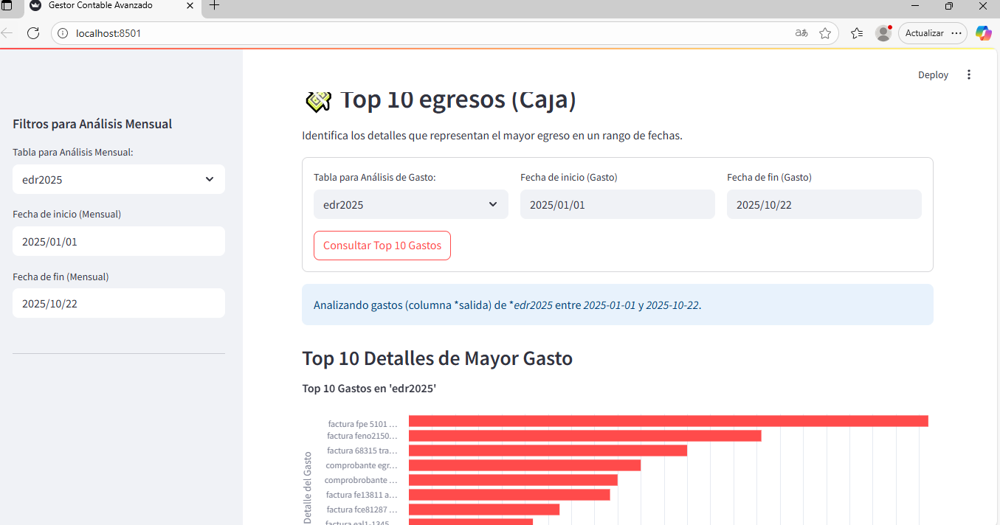 Gestor Contable Avanzado
localhost:8501
aあ
Actualizar
Deploy
Filtros para Análisis Mensual
Tabla para Análisis Mensual:
edr2025
Fecha de inicio (Mensual)
2025/01/01
Fecha de fin (Mensual)
2025/10/22
Top 10 egresos (Caja)
Identifica los detalles que representan el mayor egreso en un rango de fechas.
Tabla para Análisis de Gasto:
edr2025
Fecha de inicio (Gasto)
2025/01/01
Fecha de fin (Gasto)
2025/10/22
Consultar Top 10 Gastos
Analizando gastos (columna *salida) de *edr2025 entre 2025-01-01 y 2025-10-22.
Top 10 Detalles de Mayor Gasto
Top 10 Gastos en 'edr2025'
Detalle del Gasto
factura fpe 5101 …
factura feno2150…
factura 68315 tra…
comprobante egr…
comprobrobante …
factura fe13811 a…
factura fce81287 …
factura eal1-1345…